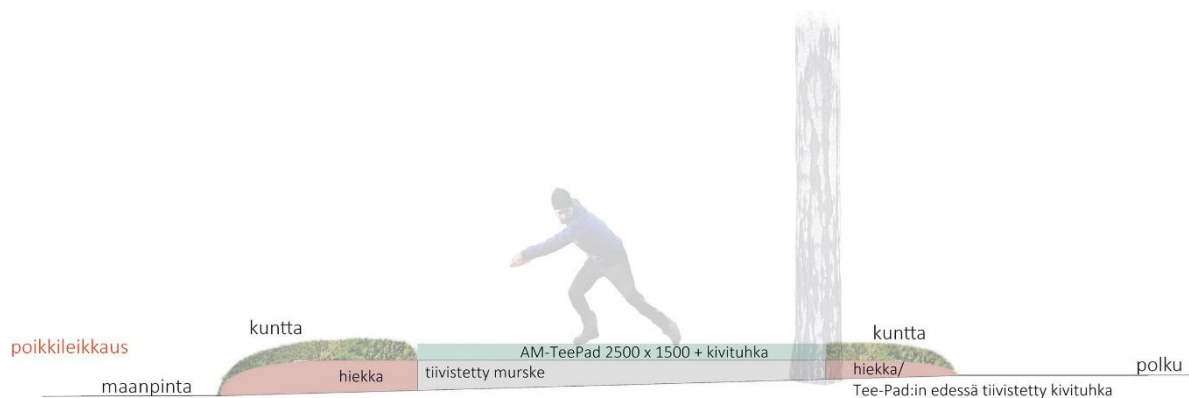 kuntta
kuntta
poikkileikkaus
AM-TeePad 2500 x 1500 + kivituhka
polku
maanpinta
hiekka
tiivistetty murske
hiekka/
Tee-Pad:in edessä tiivistetty kivituhka